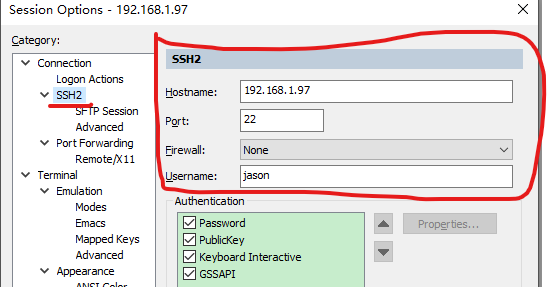 Session Options - 192.168.1.97
Category:
Connection
Logon Actions
SSH2
SFTP Session
Advanced
Port Forwarding
Remote/X11
Terminal
Emulation
Modes
Emacs
Mapped Keys
Advanced
Appearance
ANSI Color
SSH2
Hostname: 192.168.1.97
Port: 22
Firewall: None
Username: jason
Authentication
Password
PublicKey
Keyboard Interactive
GSSAPI
Properties...